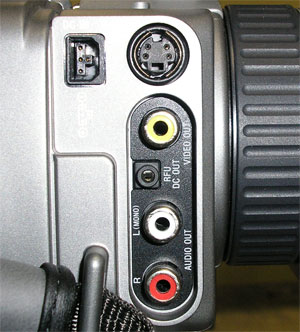 VIDEO OUT
RFU
DC OUT
L (MONO)
AUDIO OUT
R